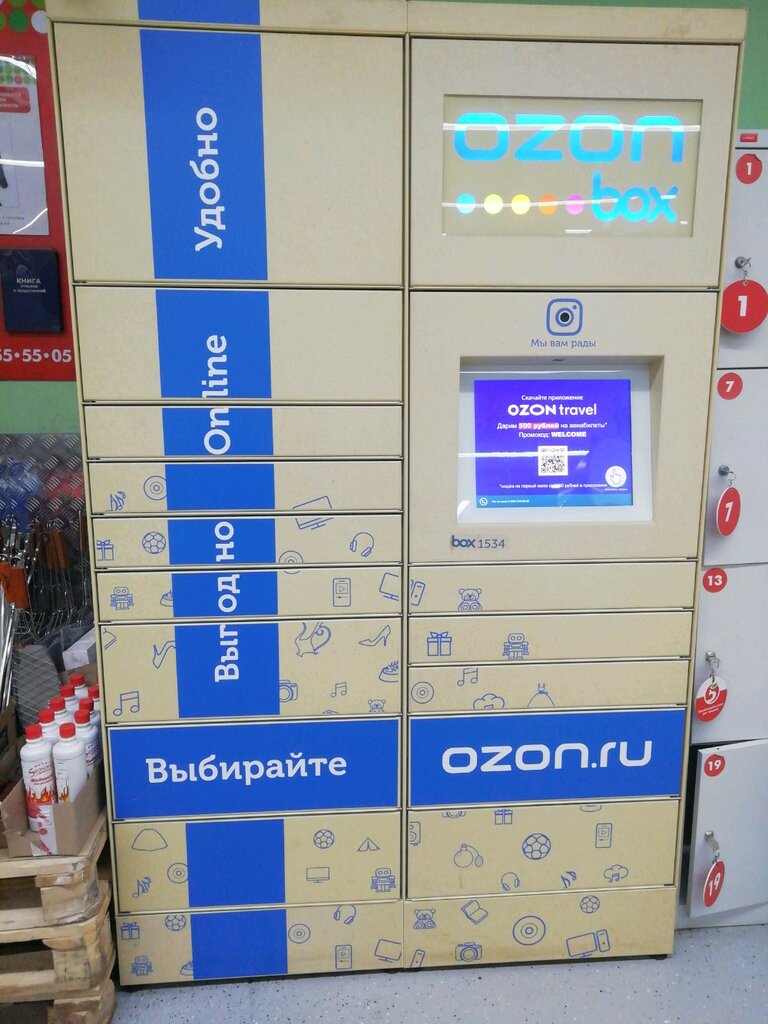 Удобно
Online
Выгодно
Выбирайте
ozon
box
Мы вам рады
Скачайте приложение
OZON travel
Дарим 500 рублей на авиабилеты*
Промокод: WELCOME
box 1534
ozon.ru
КНИГА
5·55·05
1
1
7
7
13
19
19